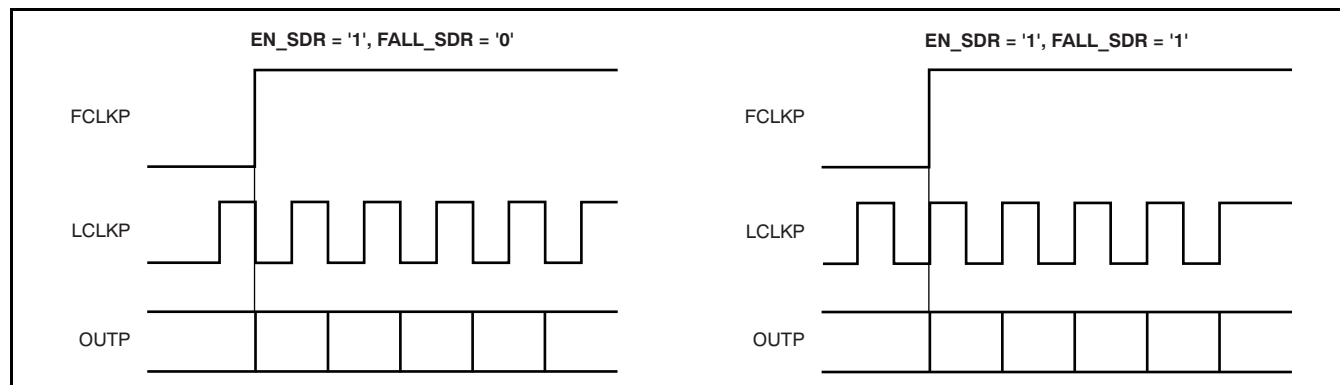 EN_SDR = '1', FALL_SDR = '0'
FCLKP
LCLKP
OUTP
EN_SDR = '1', FALL_SDR = '1'
FCLKP
LCLKP
OUTP